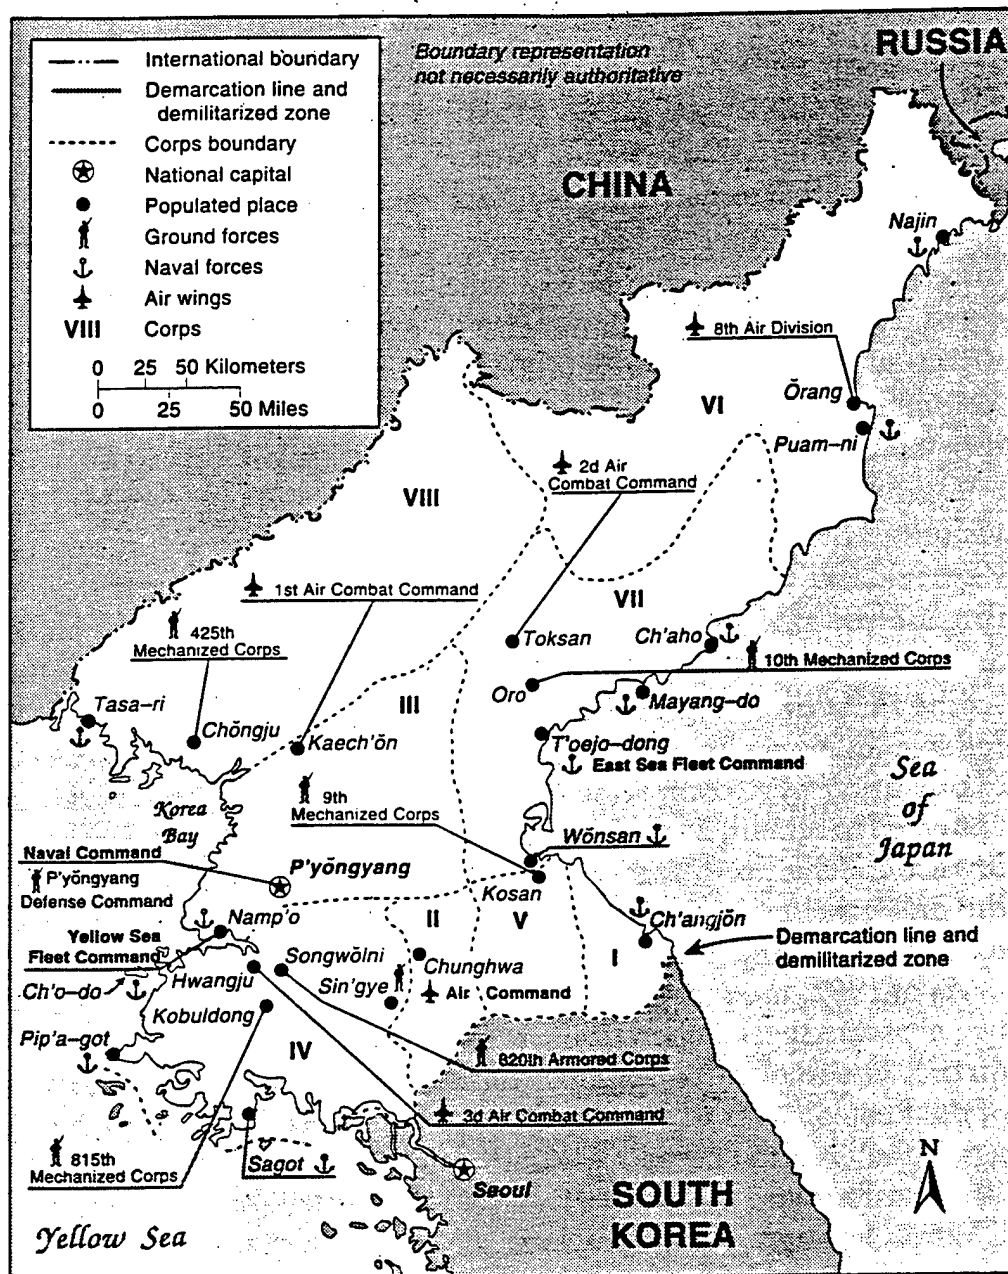 International boundary
Demarcation line and
demilitarized zone
Corps boundary
National capital
Populated place
Ground forces
Naval forces
Air wings
VIII Corps
0 25 50 Kilometers
0 25 50 Miles
Boundary representation
not necessarily authoritative
RUSSIA
CHINA
Najin
8th Air Division
Ŏrang
Puam–ni
VI
2d Air
Combat Command
VIII
1st Air Combat Command
VII
425th
Mechanized Corps
Toksan
Ch'aho
10th Mechanized Corps
Oro
Mayang–do
Tasa–ri
Chŏngju
III
Kaech'ŏn
T'oejo–dong
East Sea Fleet Command
Sea
of
Japan
Korea
Bay
9th
Mechanized Corps
Wŏnsan
Naval Command
P'yŏngyang
P'yŏngyang
Defense Command
Kosan
Namp'o
II
V
I
Ch'angjŏn
Yellow Sea
Fleet Command
Demarcation line and
demilitarized zone
Songwŏlni
Chunghwa
Hwangju
Sin'gye
Air Command
Ch'o–do
Kobuldong
Pip'a–got
IV
820th Armored Corps
3d Air Combat Command
815th
Mechanized Corps
Sagot
Seoul
SOUTH
KOREA
N
Yellow Sea